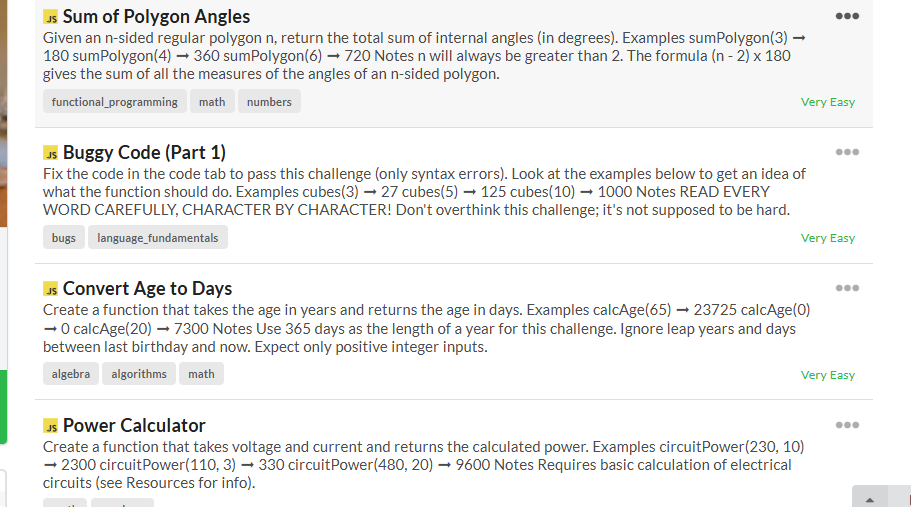 JS Sum of Polygon Angles
Given an n-sided regular polygon n, return the total sum of internal angles (in degrees). Examples sumPolygon(3) →
180 sumPolygon(4) → 360 sumPolygon(6) → 720 Notes n will always be greater than 2. The formula (n - 2) x 180
gives the sum of all the measures of the angles of an n-sided polygon.
functional_programming math numbers Very Easy
JS Buggy Code (Part 1)
Fix the code in the code tab to pass this challenge (only syntax errors). Look at the examples below to get an idea of
what the function should do. Examples cubes(3) → 27 cubes(5) → 125 cubes(10) → 1000 Notes READ EVERY
WORD CAREFULLY, CHARACTER BY CHARACTER! Don't overthink this challenge; it's not supposed to be hard.
bugs language_fundamentals Very Easy
JS Convert Age to Days
Create a function that takes the age in years and returns the age in days. Examples calcAge(65) → 23725 calcAge(0)
→ 0 calcAge(20) → 7300 Notes Use 365 days as the length of a year for this challenge. Ignore leap years and days
between last birthday and now. Expect only positive integer inputs.
algebra algorithms math Very Easy
JS Power Calculator
Create a function that takes voltage and current and returns the calculated power. Examples circuitPower(230, 10)
→ 2300 circuitPower(110, 3) → 330 circuitPower(480, 20) → 9600 Notes Requires basic calculation of electrical
circuits (see Resources for info).